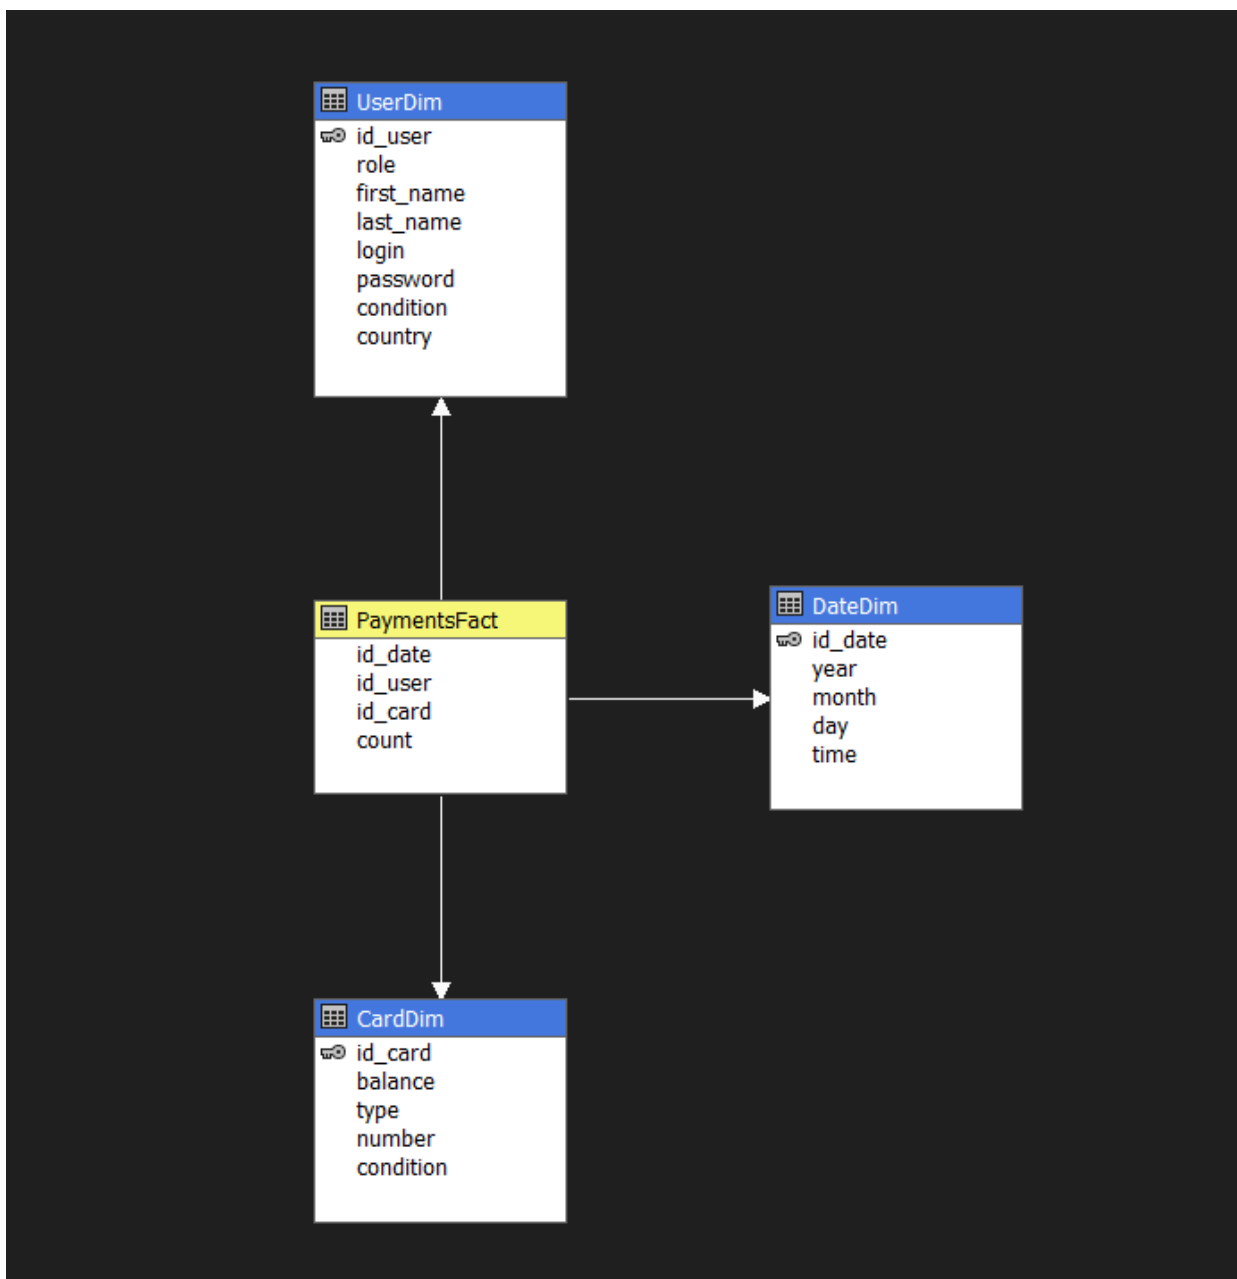 UserDim
id_user
role
first_name
last_name
login
password
condition
country
PaymentsFact
id_date
id_user
id_card
count
DateDim
id_date
year
month
day
time
CardDim
id_card
balance
type
number
condition